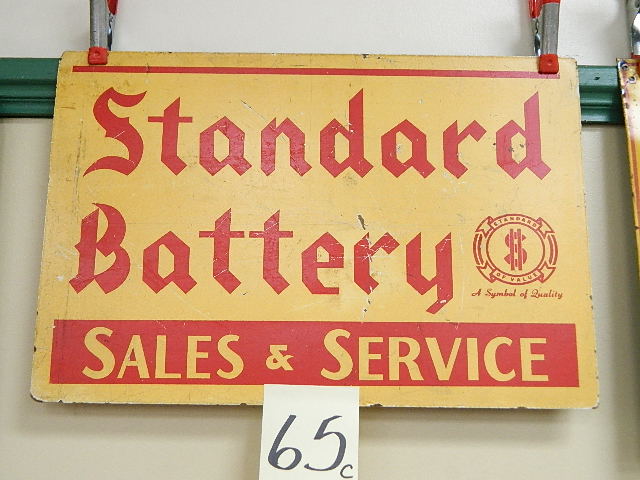 Standard
Battery
STANDARD
$
OF VALUE
A Symbol of Quality
SALES & SERVICE
65c